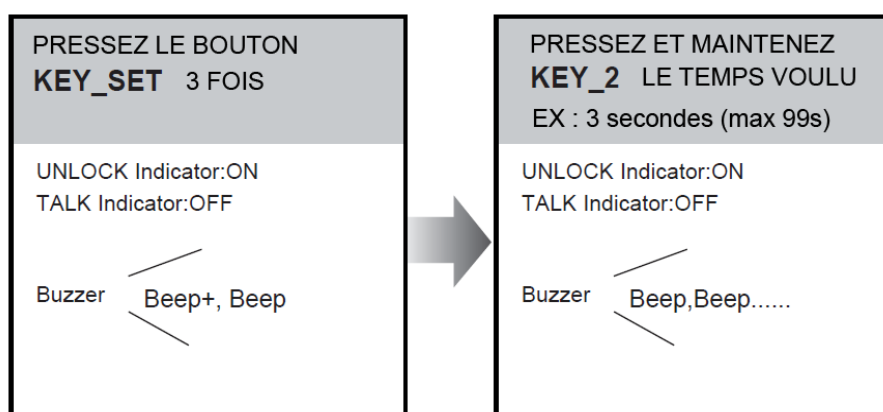 PRESSEZ LE BOUTON
KEY_SET 3 FOIS
UNLOCK Indicator:ON
TALK Indicator:OFF
Buzzer Beep+, Beep
PRESSEZ ET MAINTENEZ
KEY_2 LE TEMPS VOULU
EX : 3 secondes (max 99s)
UNLOCK Indicator:ON
TALK Indicator:OFF
Buzzer Beep,Beep......